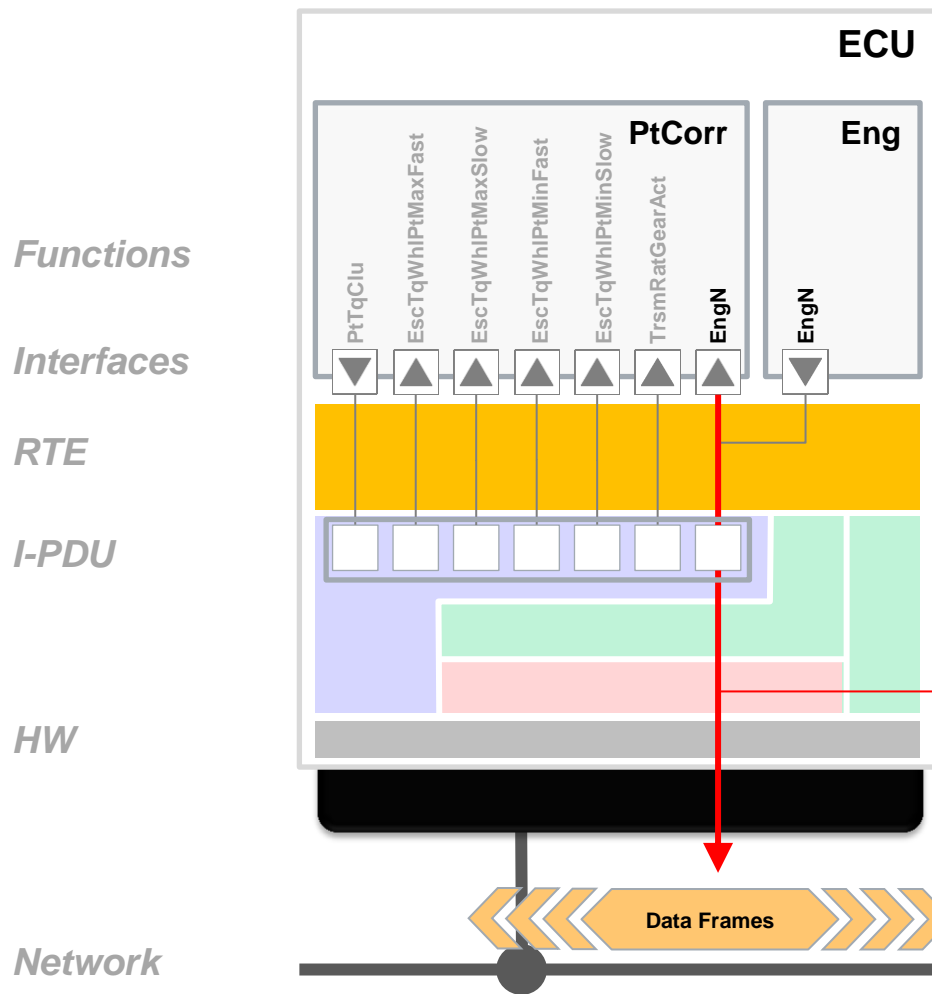 ECU
PtCorr
Eng
Functions
PtTqClu
EscTqWhlPtMaxFast
EscTqWhlPtMaxSlow
EscTqWhlPtMinFast
EscTqWhlPtMinSlow
TrsmRatGearAct
EngN
EngN
Interfaces
RTE
I-PDU
HW
Data Frames
Network